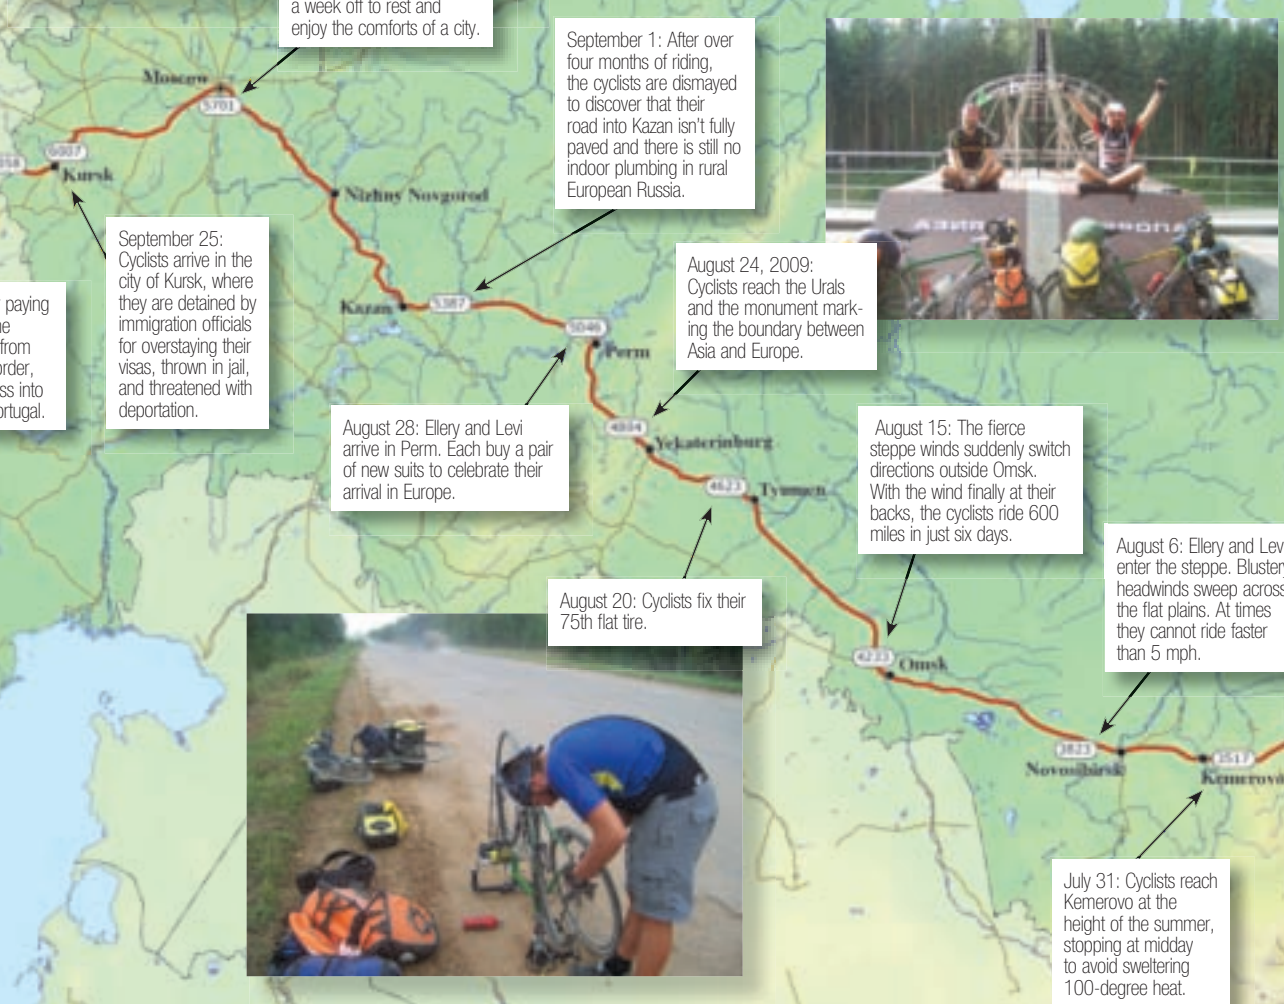 a week off to rest and
enjoy the comforts of a city.
September 1: After over
four months of riding,
the cyclists are dismayed
to discover that their
road into Kazan isn't fully
paved and there is still no
indoor plumbing in rural
European Russia.
Moscow
5701
6007
Kursk
Nizhny Novgorod
September 25:
Cyclists arrive in the
city of Kursk, where
they are detained by
immigration officials
for overstaying their
visas, thrown in jail,
and threatened with
deportation.
paying
from
order,
ss into
ortugal.
Kazan
5387
5046
Perm
August 24, 2009:
Cyclists reach the Urals
and the monument mark-
ing the boundary between
Asia and Europe.
АЗИЯ
August 28: Ellery and Levi
arrive in Perm. Each buy a pair
of new suits to celebrate their
arrival in Europe.
4804
Yekaterinburg
4623
Tyumen
August 15: The fierce
steppe winds suddenly switch
directions outside Omsk.
With the wind finally at their
backs, the cyclists ride 600
miles in just six days.
August 6: Ellery and Lev
enter the steppe. Bluster
headwinds sweep across
the flat plains. At times
they cannot ride faster
than 5 mph.
August 20: Cyclists fix their
75th flat tire.
4233
Omsk
3823
Novosibirsk
3517
Kemerovo
July 31: Cyclists reach
Kemerovo at the
height of the summer,
stopping at midday
to avoid sweltering
100-degree heat.